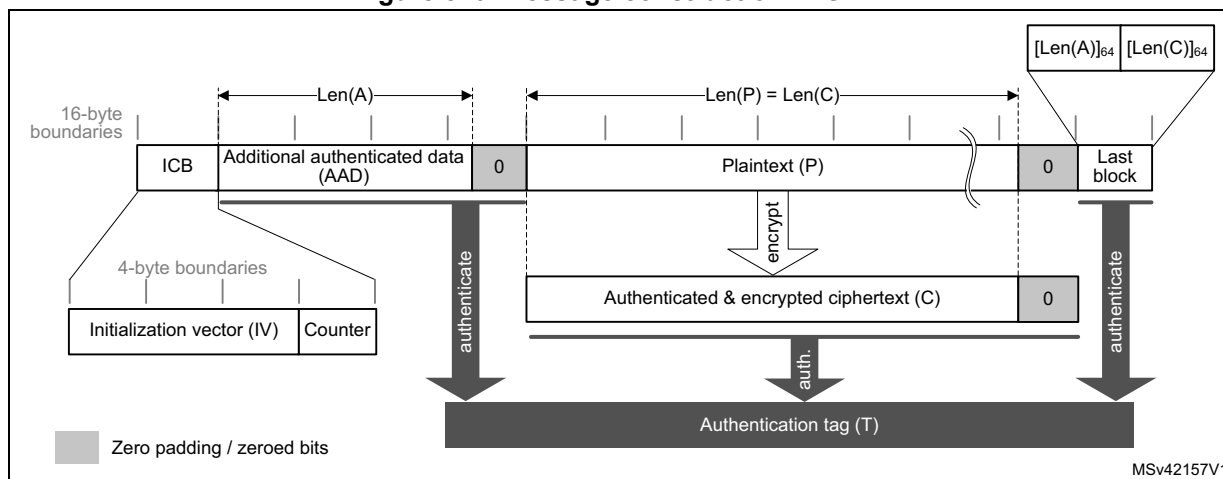 [Len(A)]64 [Len(C)]64
Len(A)
Len(P) = Len(C)
16-byte
boundaries
ICB
Additional authenticated data
(AAD)
0
Plaintext (P)
0
Last
block
encrypt
4-byte boundaries
Initialization vector (IV)
Counter
authenticate
Authenticated & encrypted ciphertext (C)
0
auth.
authenticate
Authentication tag (T)
Zero padding / zeroed bits
MSv42157V1